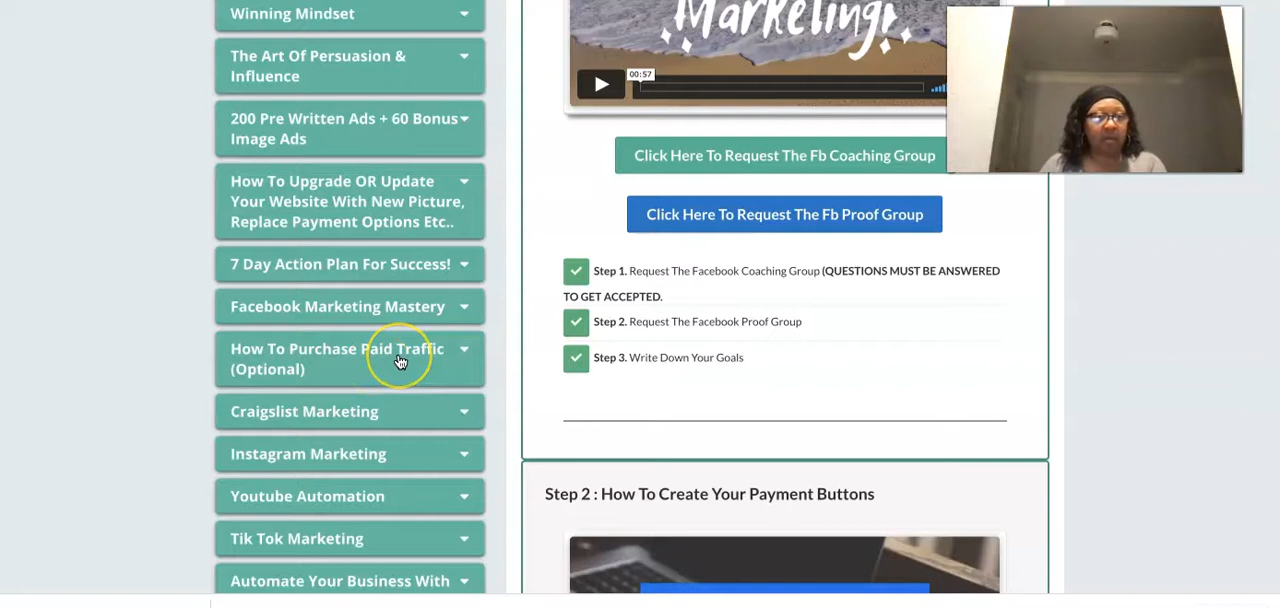 Winning Mindset
The Art Of Persuasion &
Influence
200 Pre Written Ads + 60 Bonus
Image Ads
How To Upgrade OR Update
Your Website With New Picture,
Replace Payment Options Etc..
7 Day Action Plan For Success!
Facebook Marketing Mastery
How To Purchase Paid Traffic
(Optional)
Craigslist Marketing
Instagram Marketing
Youtube Automation
Tik Tok Marketing
Automate Your Business With
Marketing!
00:57
Click Here To Request The Fb Coaching Group
Click Here To Request The Fb Proof Group
Step 1. Request The Facebook Coaching Group (QUESTIONS MUST BE ANSWERED
TO GET ACCEPTED.
Step 2. Request The Facebook Proof Group
Step 3. Write Down Your Goals
Step 2 : How To Create Your Payment Buttons